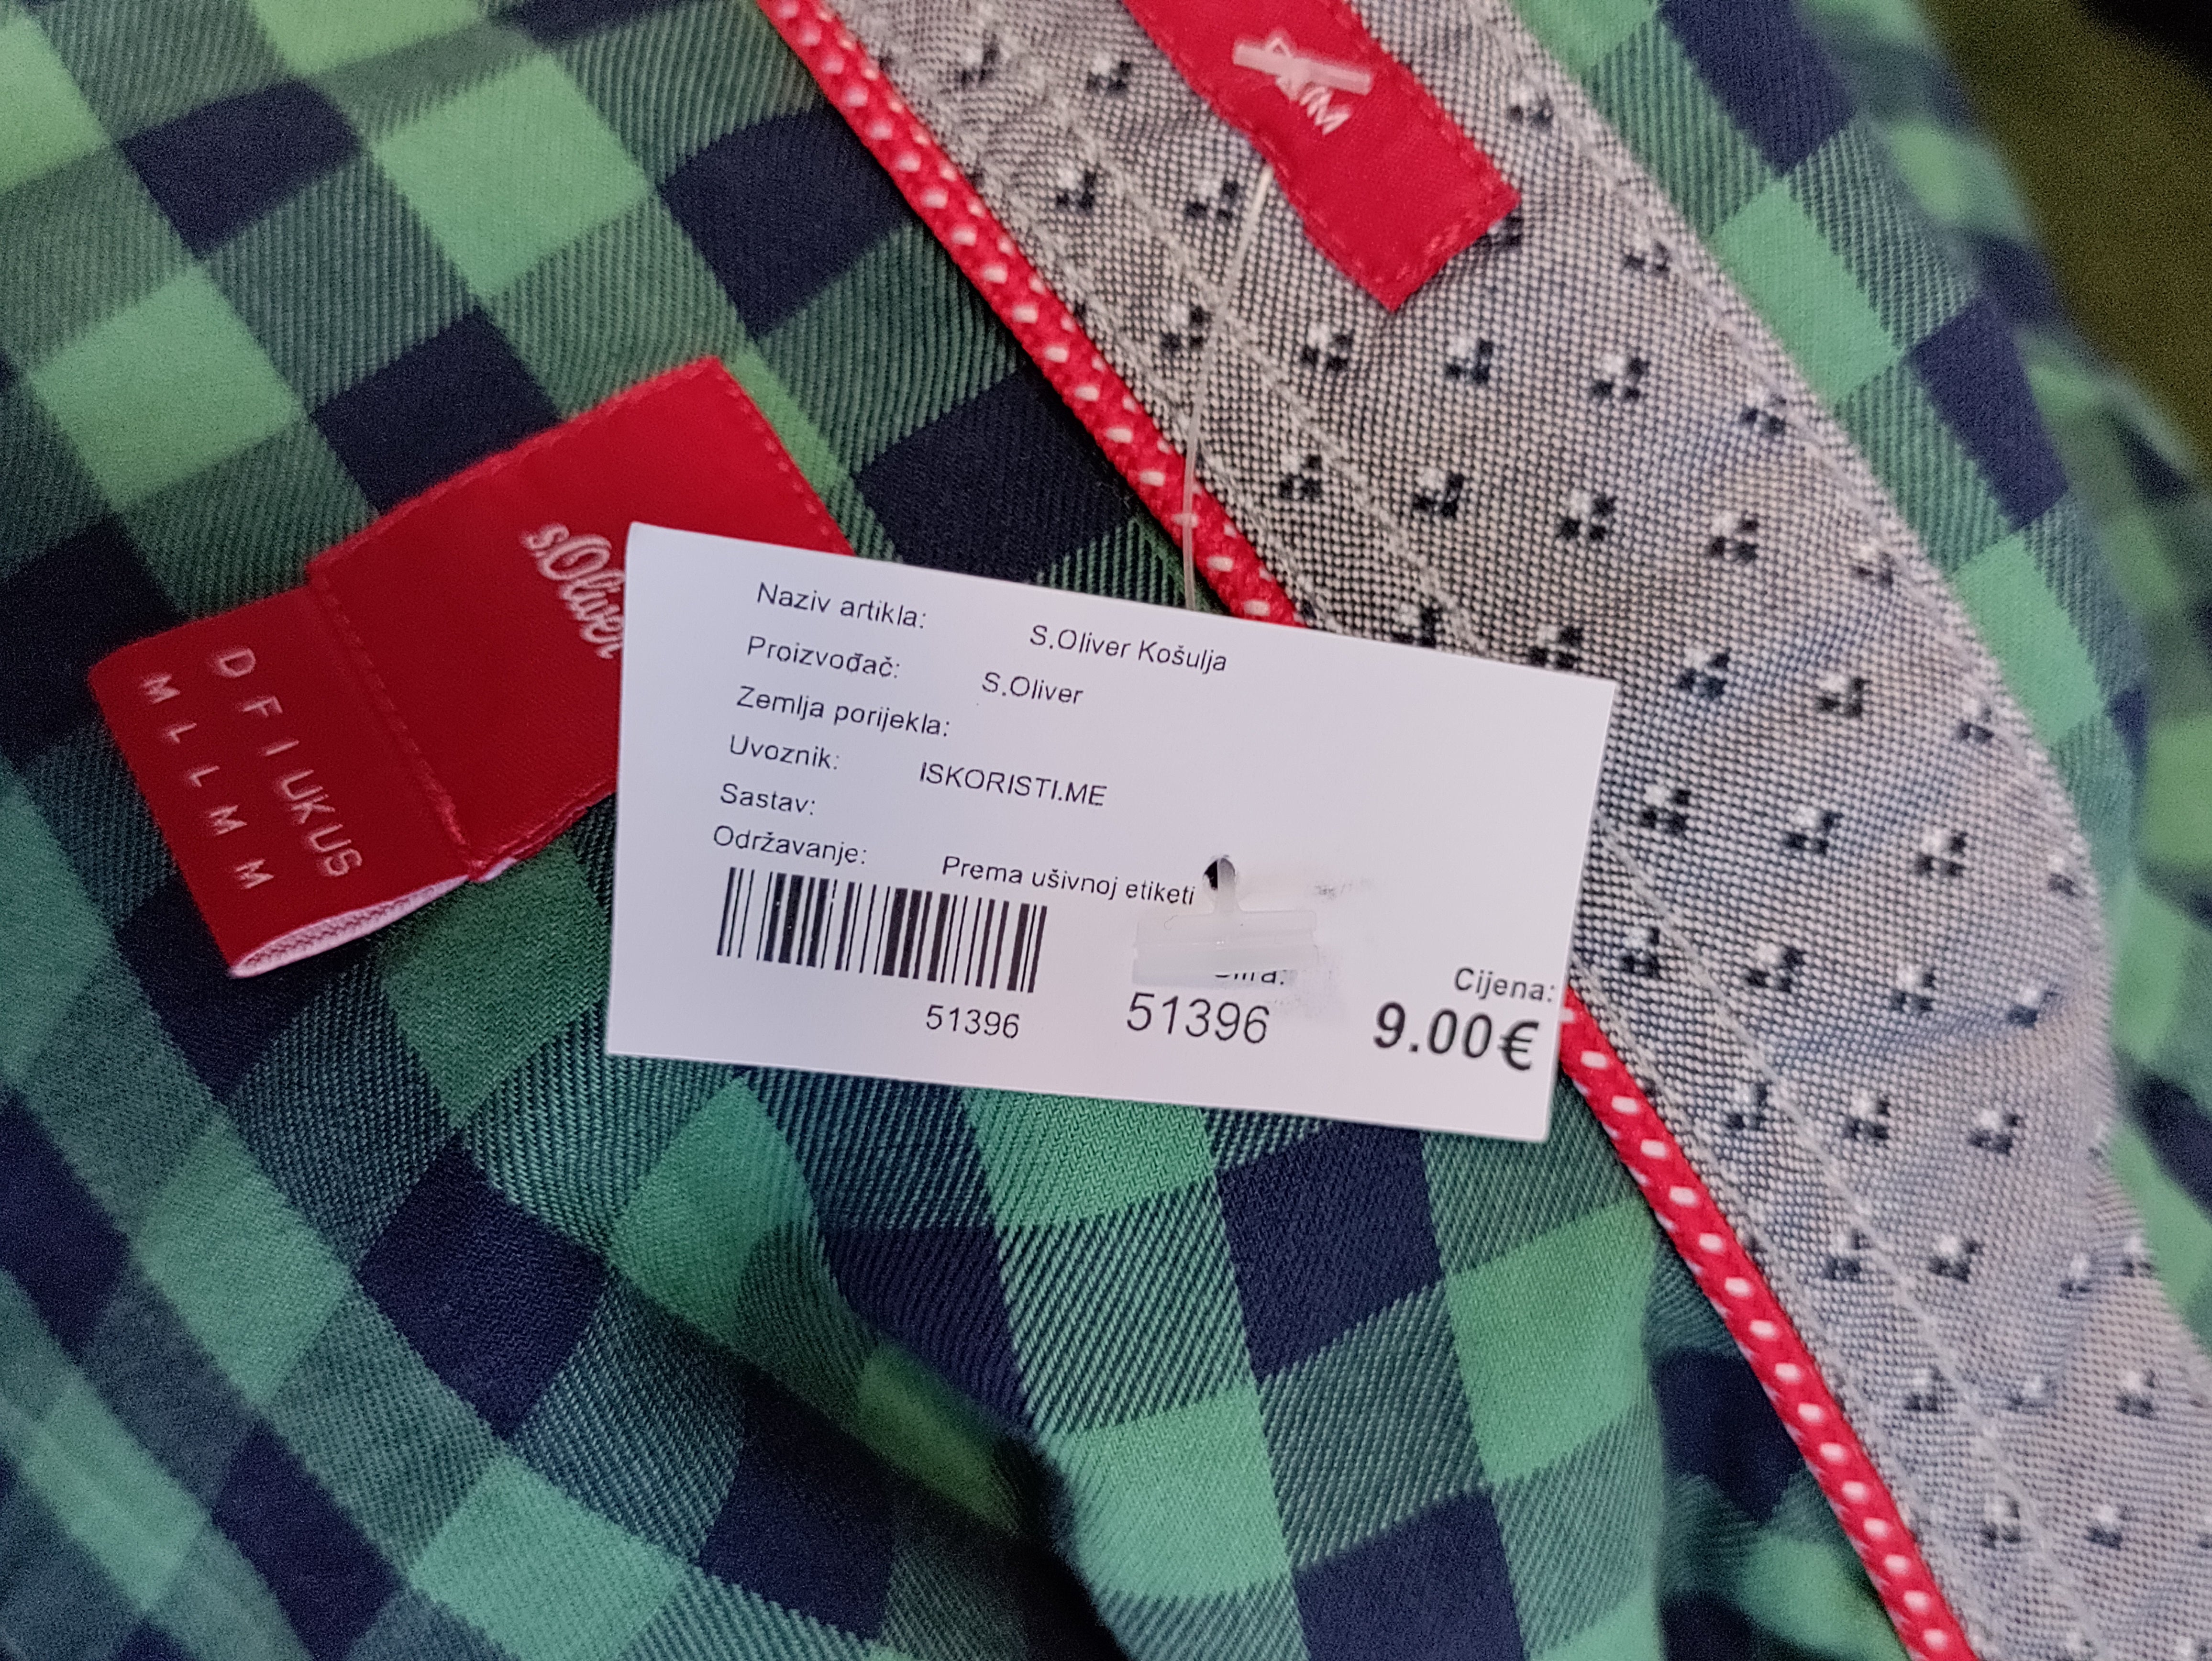 s.Oliver
D F I UK US
M L L M M
Naziv artikla: S.Oliver Košulja
Proizvođač: S.Oliver
Zemlja porijekla:
Uvoznik: ISKORISTI.ME
Sastav:
Održavanje: Prema ušivnoj etiketi
51396
51396
Cijena:
9.00€